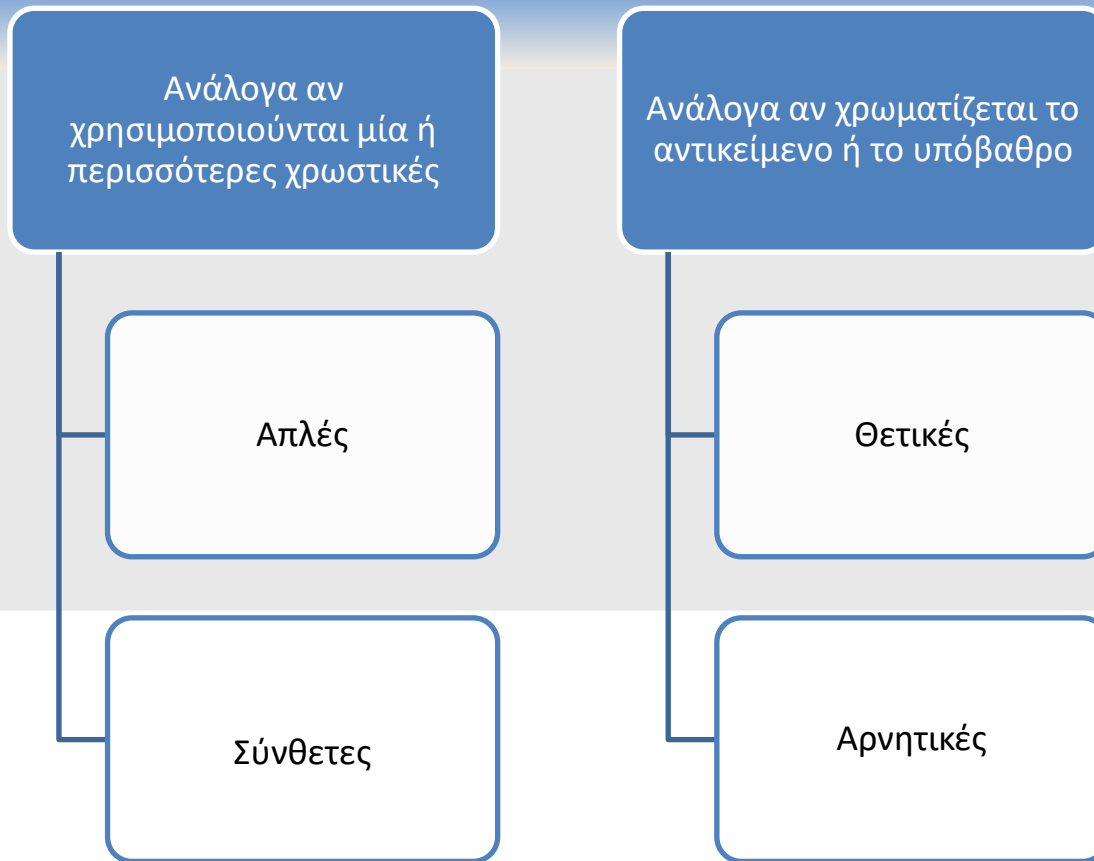 Ανάλογα αν
χρησιμοποιούνται μία ή
περισσότερες χρωστικές
Απλές
Σύνθετες
Ανάλογα αν χρωματίζεται το
αντικείμενο ή το υπόβαθρο
Θετικές
Αρνητικές